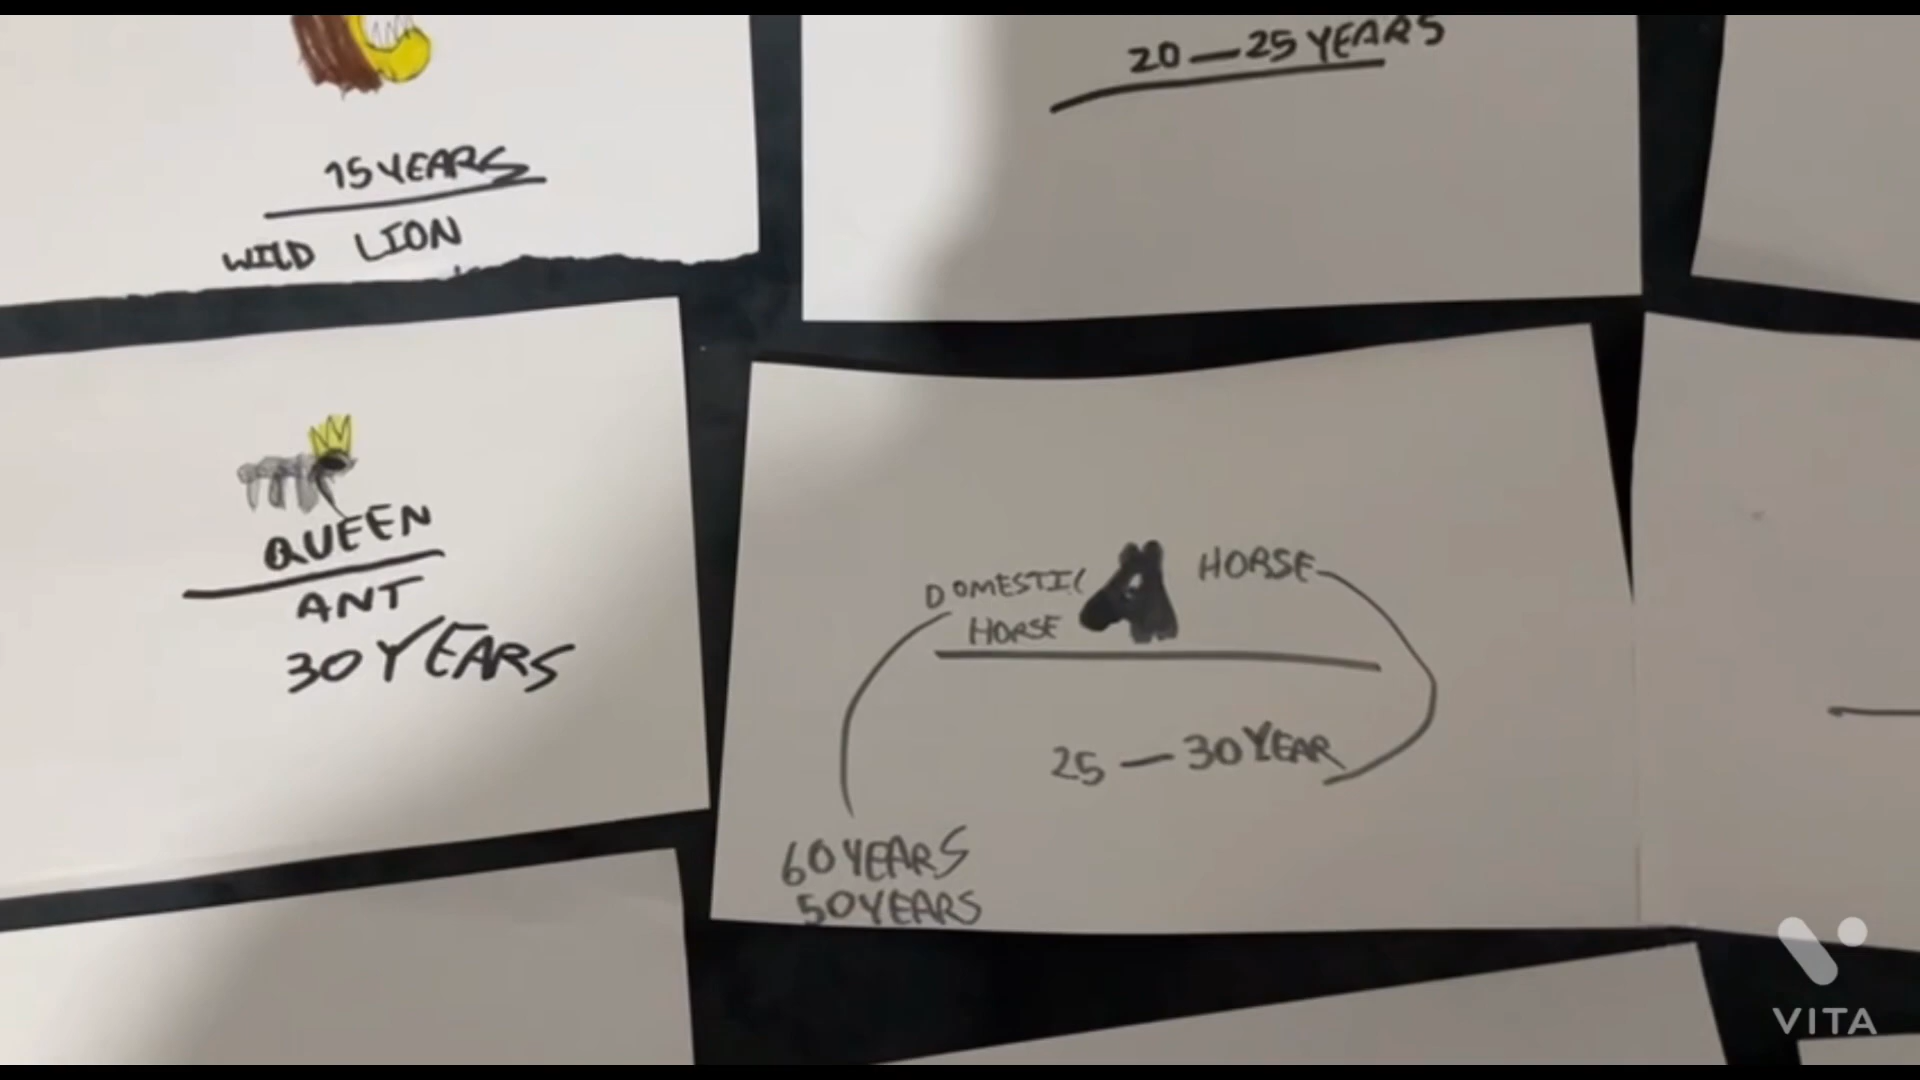 15 YEARS
WILD LION
20 — 25 YEARS
QUEEN
ANT
30 YEARS
DOMESTIC
HORSE
HORSE
25 — 30 YEAR
60 YEARS
50 YEARS
VITA